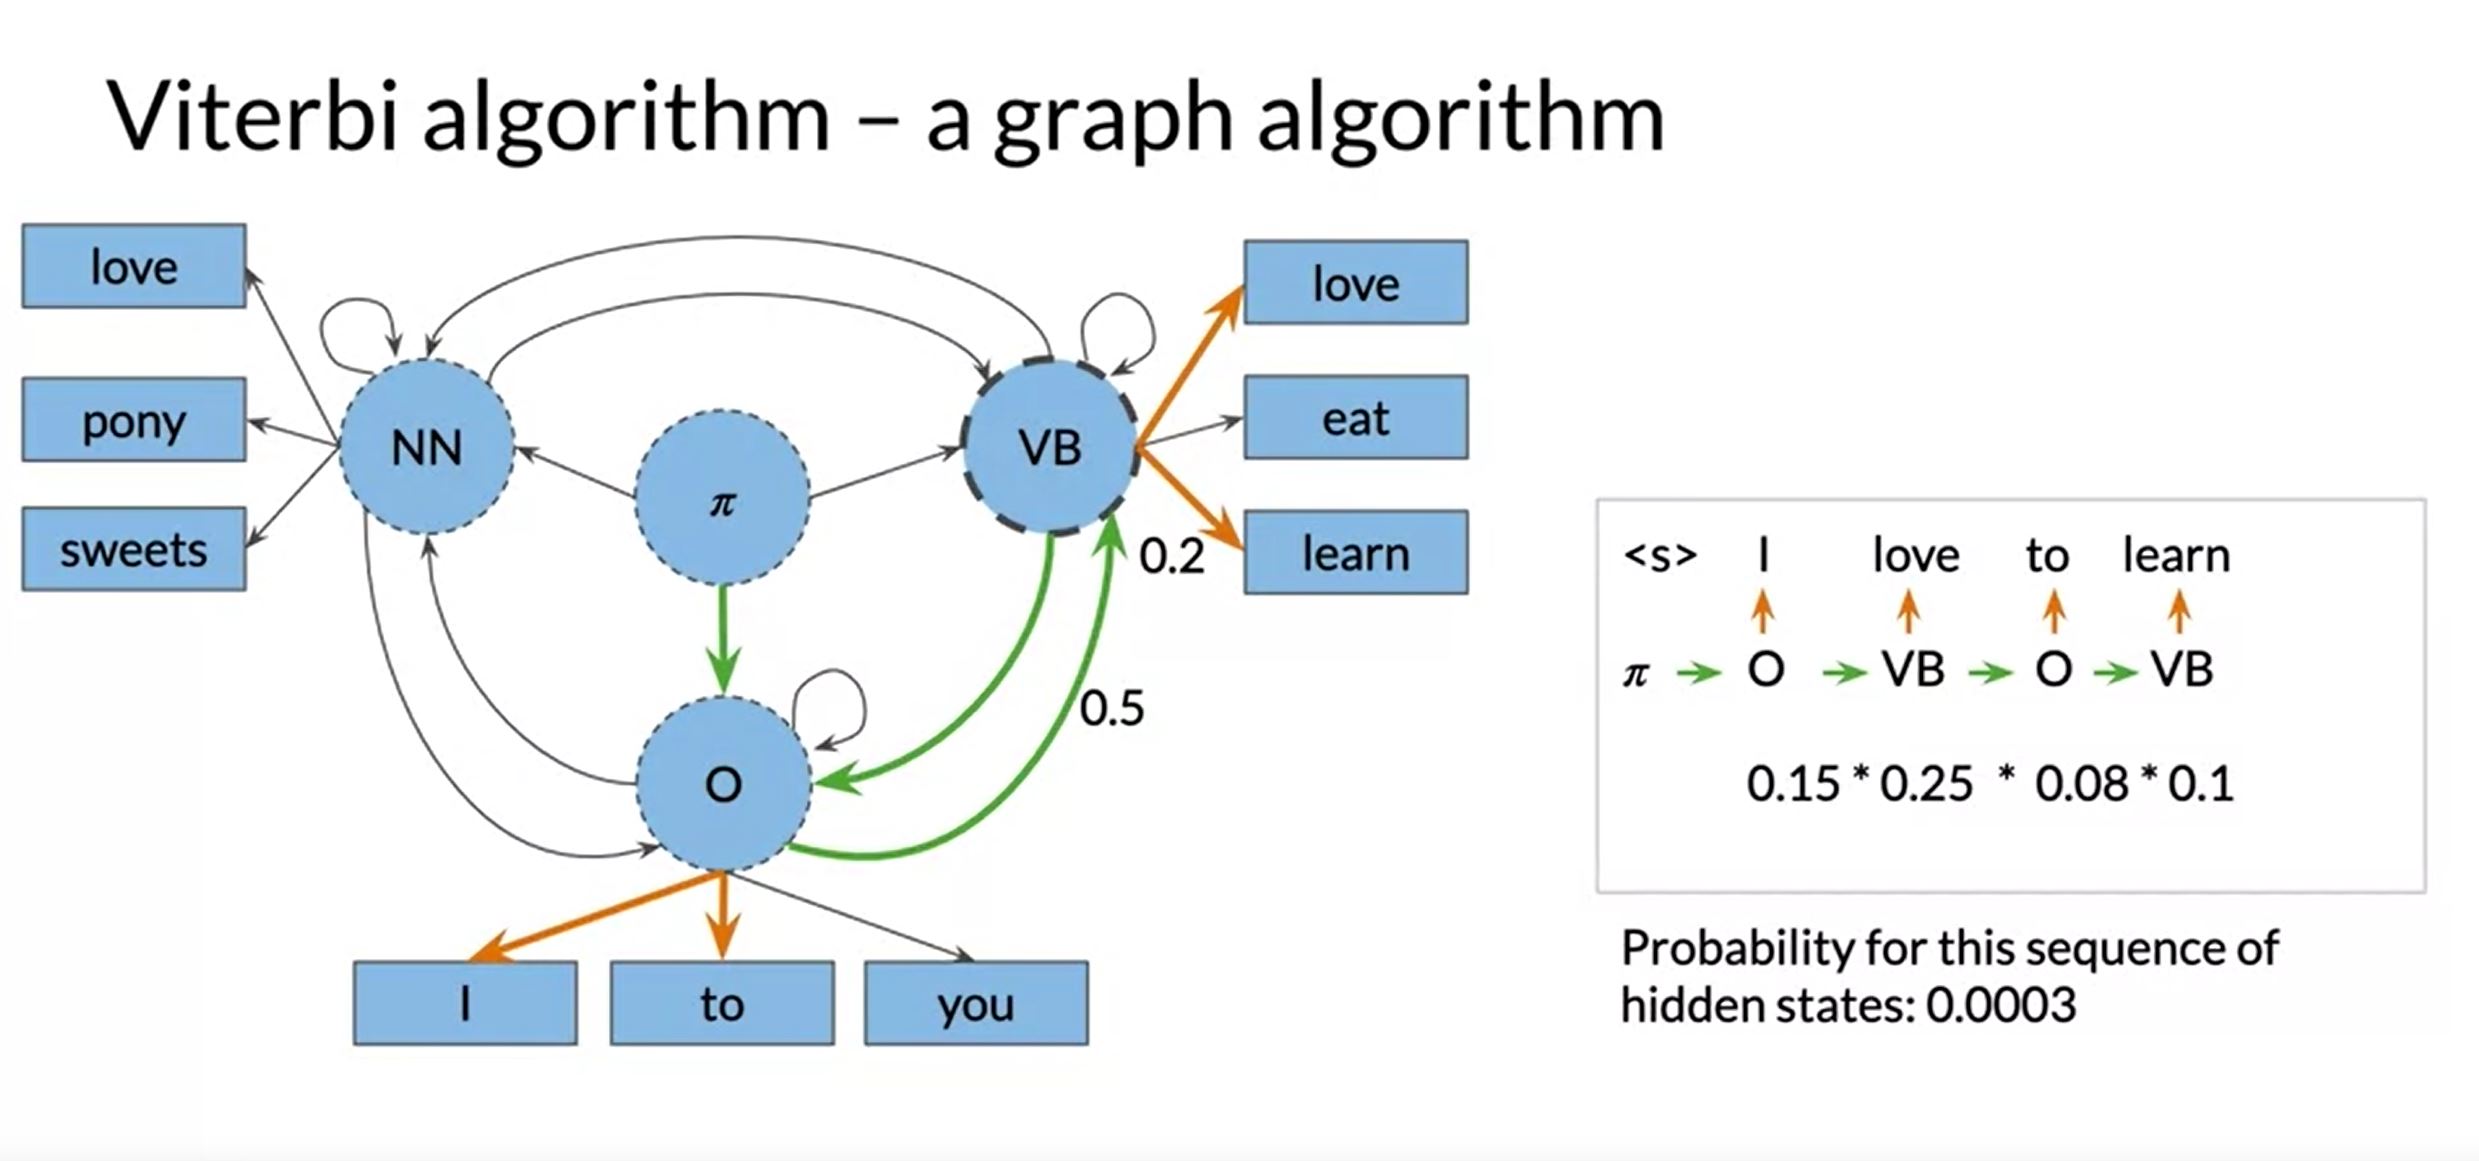 Viterbi algorithm – a graph algorithm
love
pony
sweets
NN
π
VB
O
love
eat
learn
0.2
0.5
I
to
you
<s> I love to learn
π O VB O VB
0.15 * 0.25 * 0.08 * 0.1
Probability for this sequence of
hidden states: 0.0003